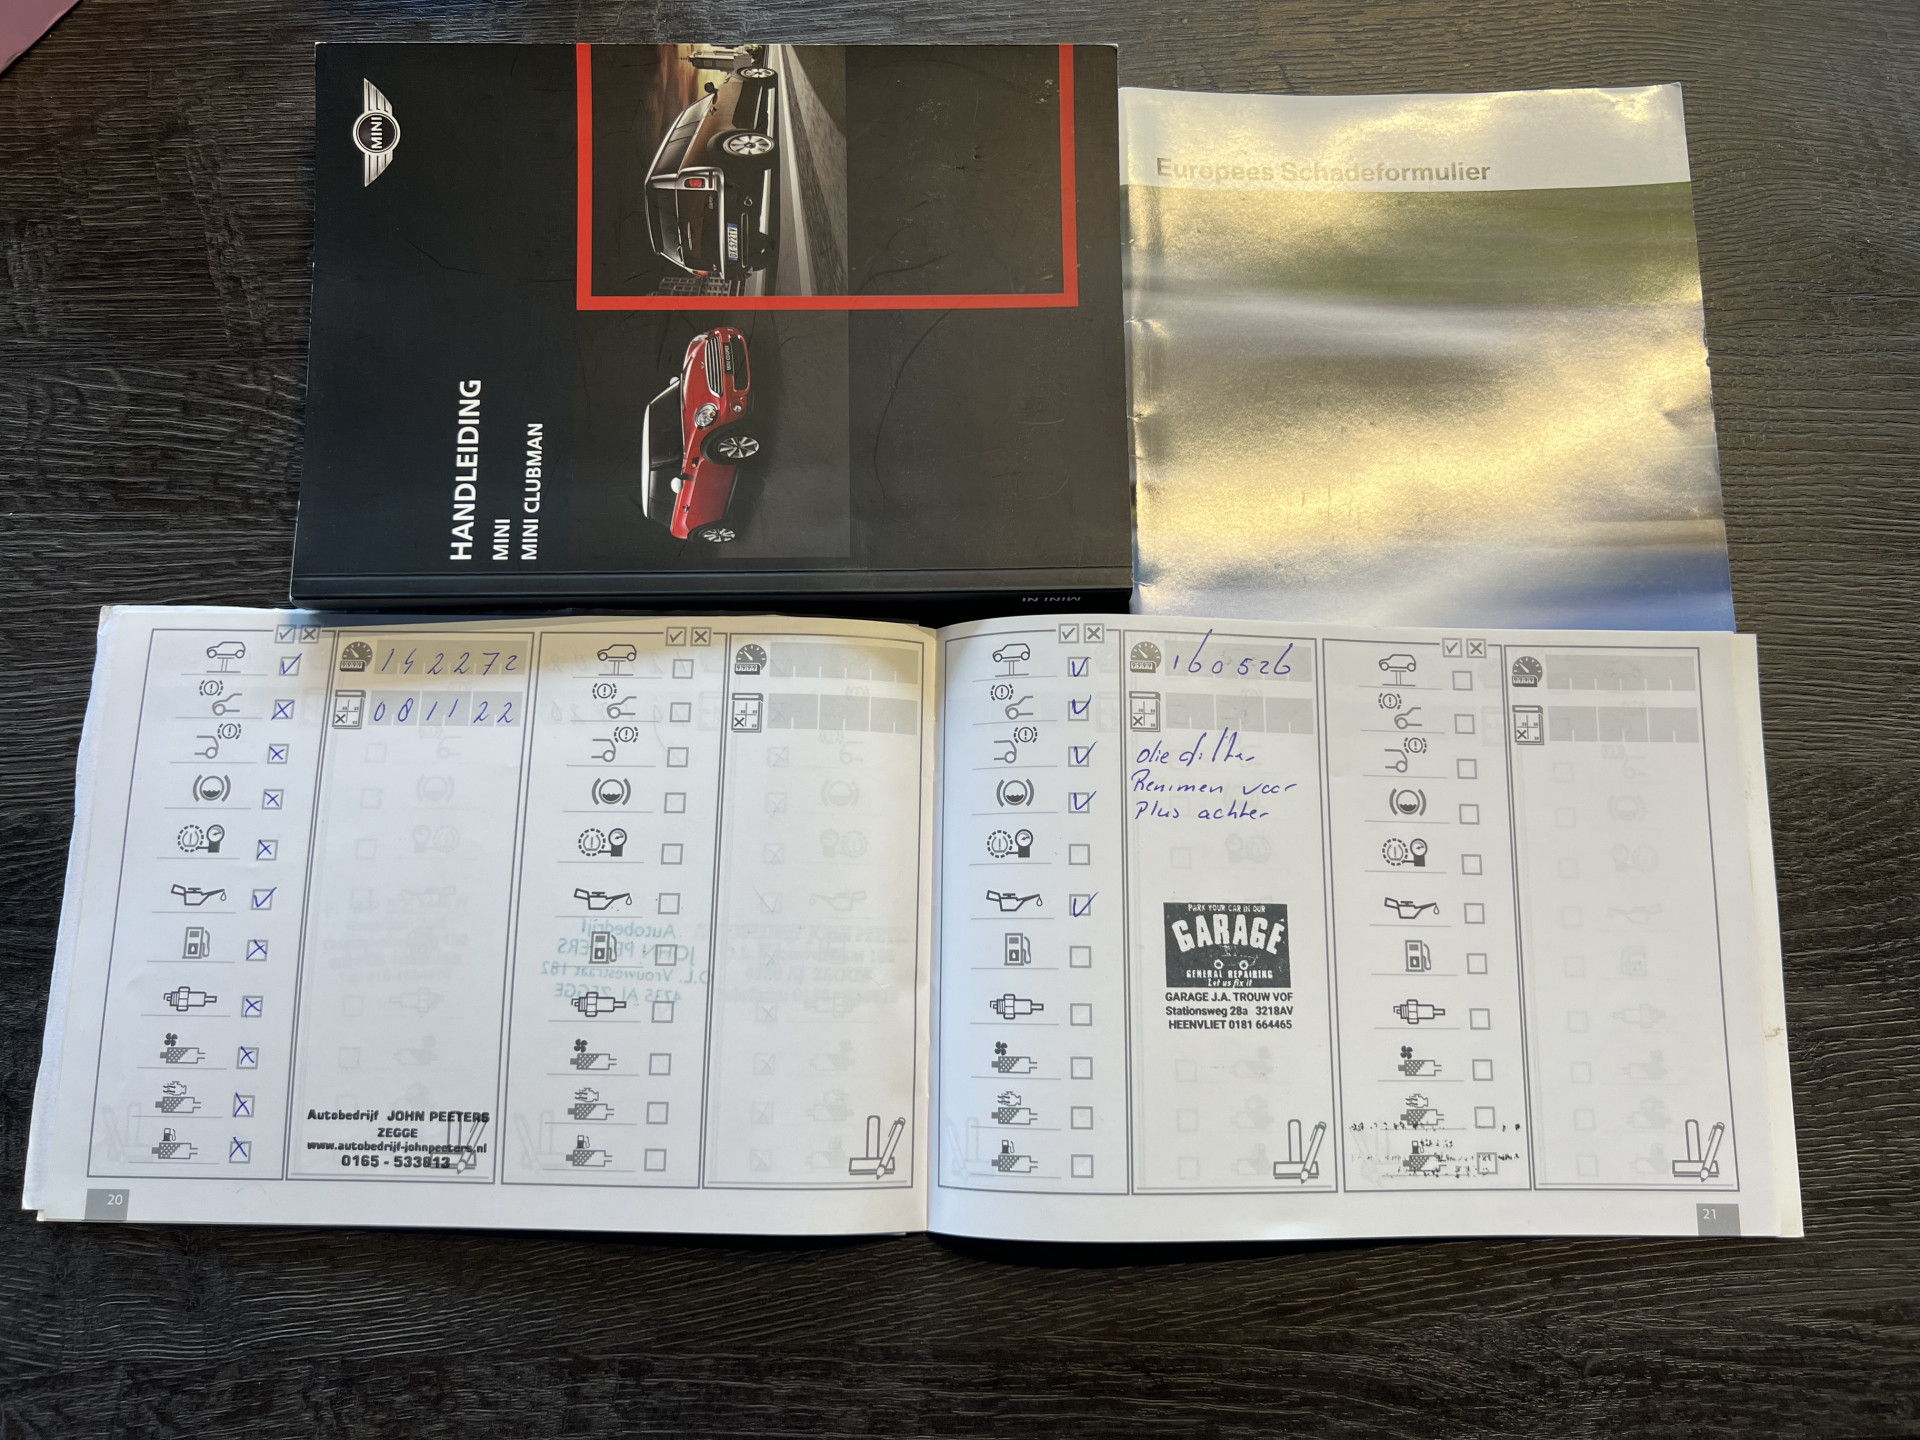 MINI
HANDLEIDING
MINI
MINI CLUBMAN
Europees Schadeformulier
142272
081122
Autobedrijf JOHN PEETERS
ZEGGE
www.autobedrijf-johnpeeters.nl
0165 - 533813
Autobedrijf
JOHN PEETERS
Vrouwestraat 182
4735 AL ZEGGE
20
160526
olie filter
Remmen voor
Plus achter
PARK YOUR CAR IN OUR
GARAGE
GENERAL REPAIRING
Let us fix it
GARAGE J.A. TROUW VOF
Stationsweg 28a 3218AV
HEENVLIET 0181 664465
21